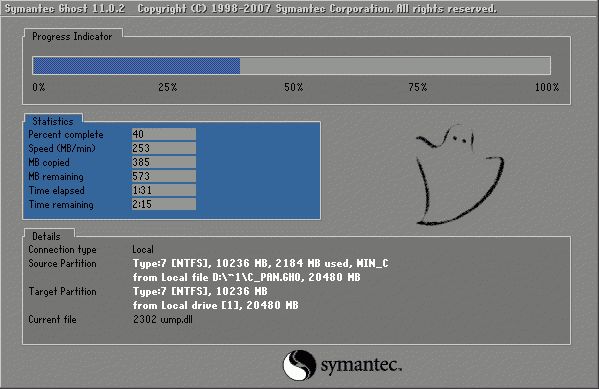 Symantec Ghost 11.0.2 Copyright (C) 1998-2007 Symantec Corporation. All rights reserved.
Progress Indicator
0% 25% 50% 75% 100%
Statistics
Percent complete 40
Speed (MB/min) 253
MB copied 385
MB remaining 573
Time elapsed 1:31
Time remaining 2:15
Details
Connection type Local
Source Partition Type:7 [NTFS], 10236 MB, 2184 MB used, WIN_C
from Local file D:\~1\C_PAN.GHO, 20480 MB
Target Partition Type:7 [NTFS], 10236 MB
from Local drive [1], 20480 MB
Current file 2302 wmp.dll
symantec™